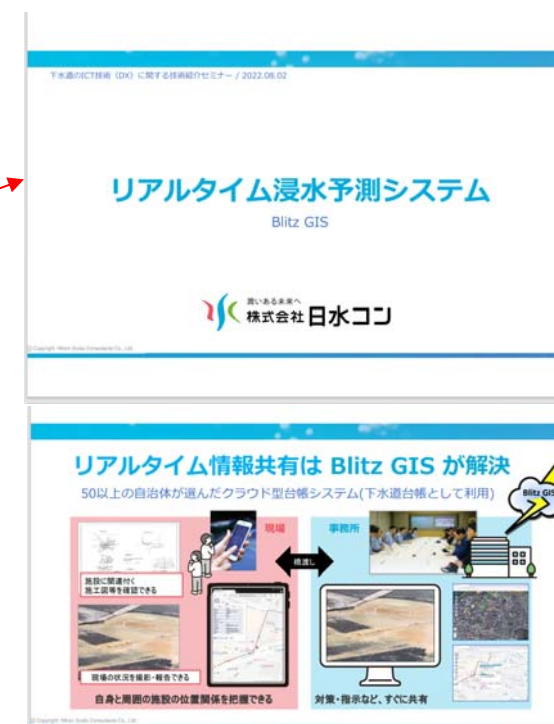 下水道のICT技術（DX）に関する技術紹介セミナー / 2022.08.02
リアルタイム浸水予測システム
Blitz GIS
潤いある未来へ
株式会社 日水コン
リアルタイム情報共有は Blitz GIS が解決
50以上の自治体が選んだクラウド型台帳システム(下水道台帳として利用)
Blitz GIS
現場
事務所
橋渡し
施設に関連付く
施工図等を確認できる
現場の状況を撮影・報告できる
自身と周囲の施設の位置関係を把握できる
対策・指示など、すぐに共有